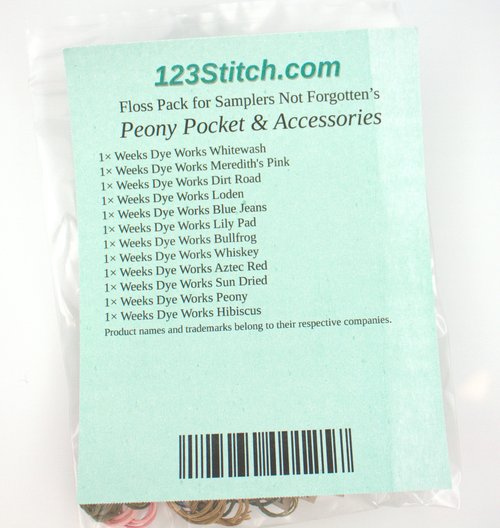 123Stitch.com
Floss Pack for Samplers Not Forgotten’s
Peony Pocket & Accessories
1× Weeks Dye Works Whitewash
1× Weeks Dye Works Meredith's Pink
1× Weeks Dye Works Dirt Road
1× Weeks Dye Works Loden
1× Weeks Dye Works Blue Jeans
1× Weeks Dye Works Lily Pad
1× Weeks Dye Works Bullfrog
1× Weeks Dye Works Whiskey
1× Weeks Dye Works Aztec Red
1× Weeks Dye Works Sun Dried
1× Weeks Dye Works Peony
1× Weeks Dye Works Hibiscus
Product names and trademarks belong to their respective companies.